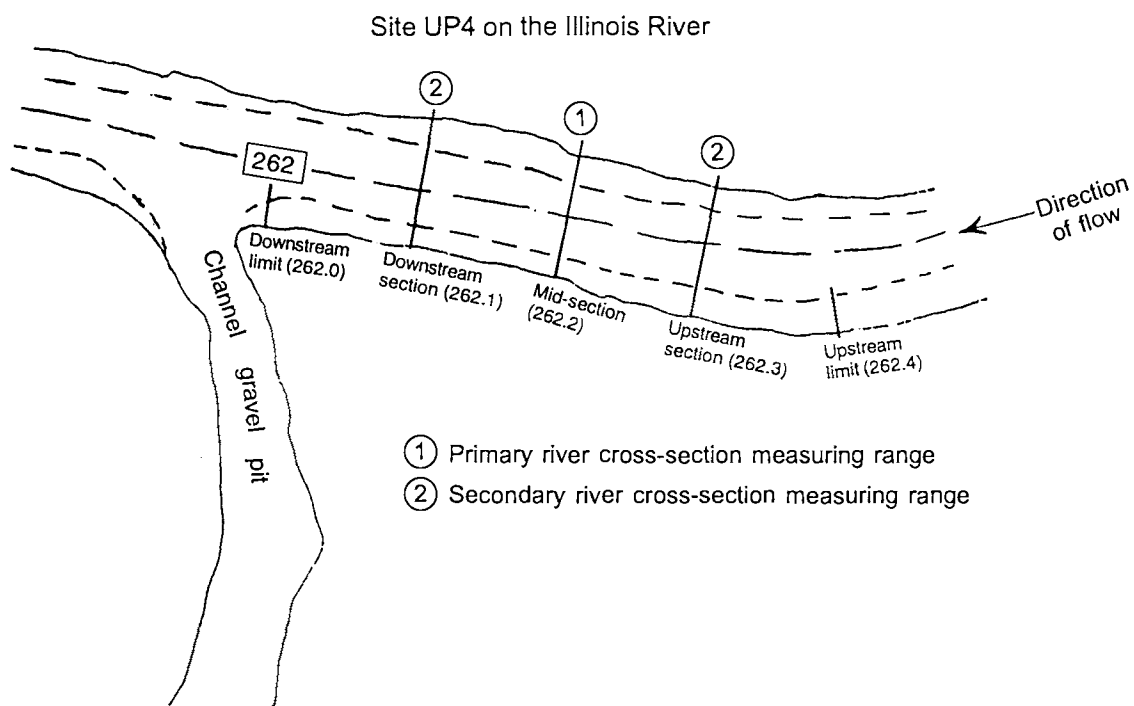 Site UP4 on the Illinois River
2
1
2
262
Direction
of flow
Downstream
limit (262.0)
Downstream
section (262.1)
Mid-section
(262.2)
Upstream
section (262.3)
Upstream
limit (262.4)
Channel gravel pit
1 Primary river cross-section measuring range
2 Secondary river cross-section measuring range